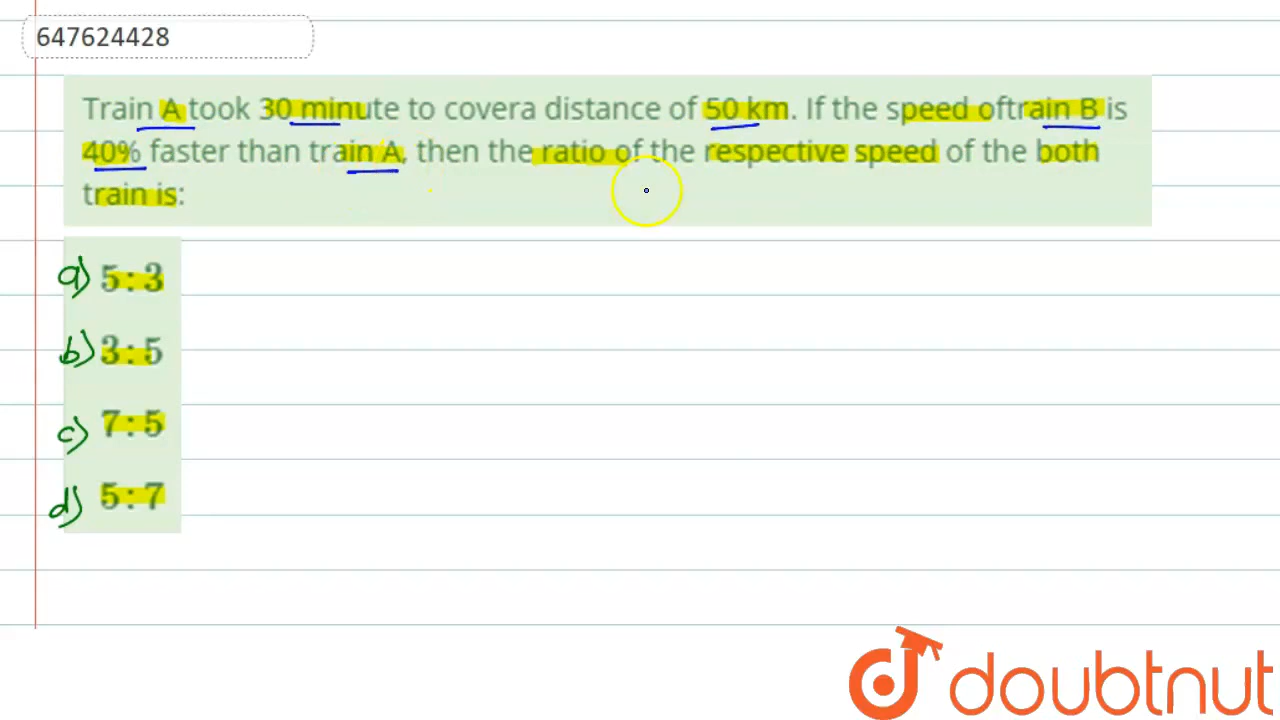 647624428
Train A took 30 minute to covera distance of 50 km. If the speed oftrain B is
40% faster than train A, then the ratio of the respective speed of the both
train is:
a) 5 : 3
b) 3 : 5
c) 7 : 5
d) 5 : 7
doubtnut